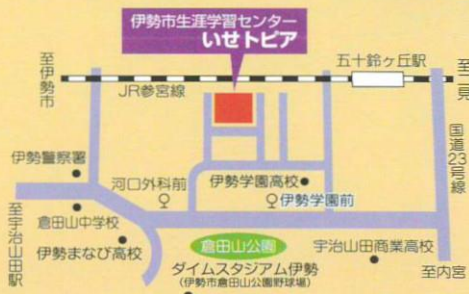 伊勢市生涯学習センター
いせトピア
至伊勢市
JR参宮線
五十鈴ヶ丘駅
至二見
国道23号線
伊勢警察署
河口外科前
伊勢学園高校
伊勢学園前
倉田山中学校
伊勢まなび高校
至宇治山田駅
倉田山公園
ダイムスタジアム伊勢
(伊勢市倉田山公園野球場)
宇治山田商業高校
至内宮